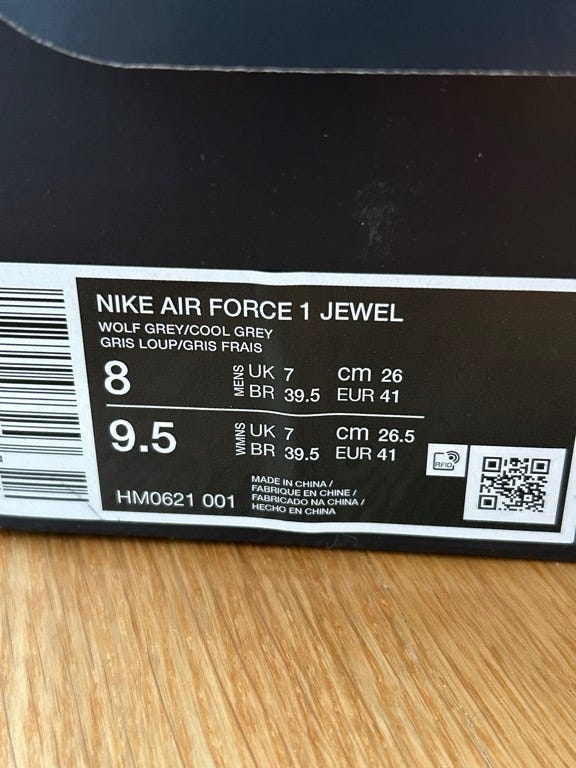 NIKE AIR FORCE 1 JEWEL
WOLF GREY/COOL GREY
GRIS LOUP/GRIS FRAIS
8 MENS UK 7 cm 26
BR 39.5 EUR 41
9.5 WMNS UK 7 cm 26.5
BR 39.5 EUR 41
RFID
HM0621 001
MADE IN CHINA /
FABRIQUE EN CHINE /
FABRICADO NA CHINA /
HECHO EN CHINA